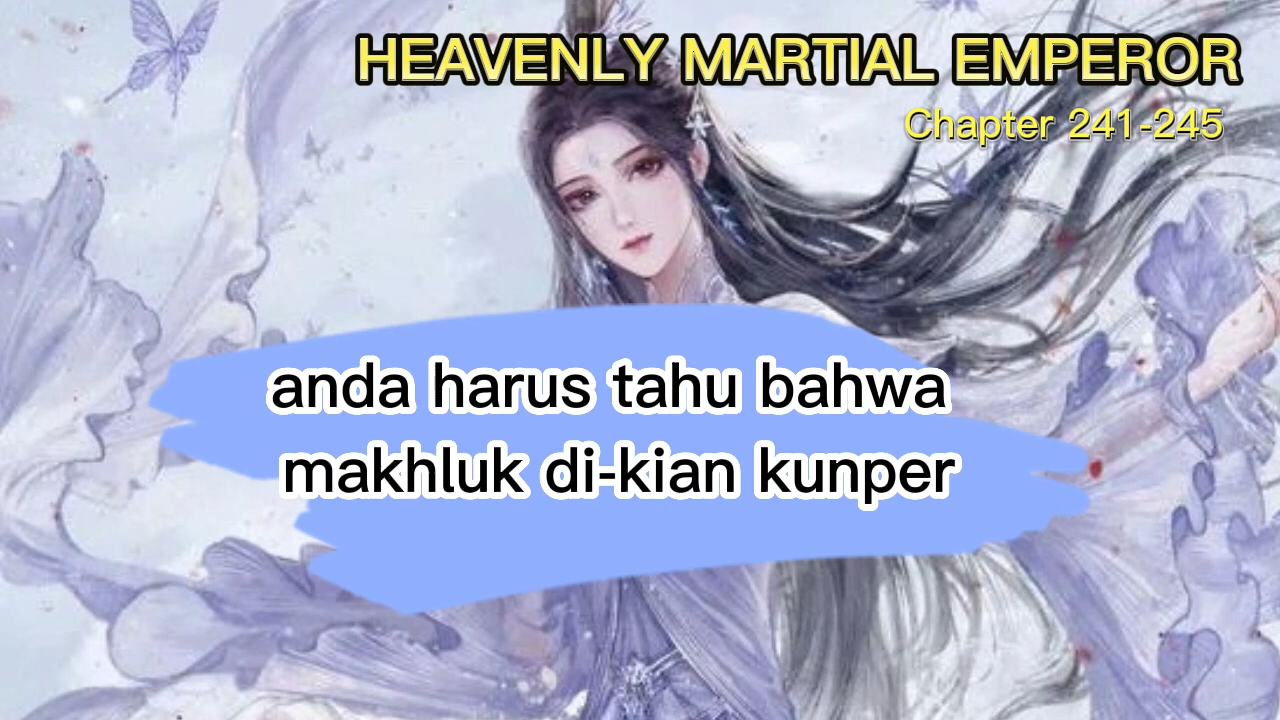 HEAVENLY MARTIAL EMPEROR
Chapter 241-245
anda harus tahu bahwa
makhluk di-kian kunper